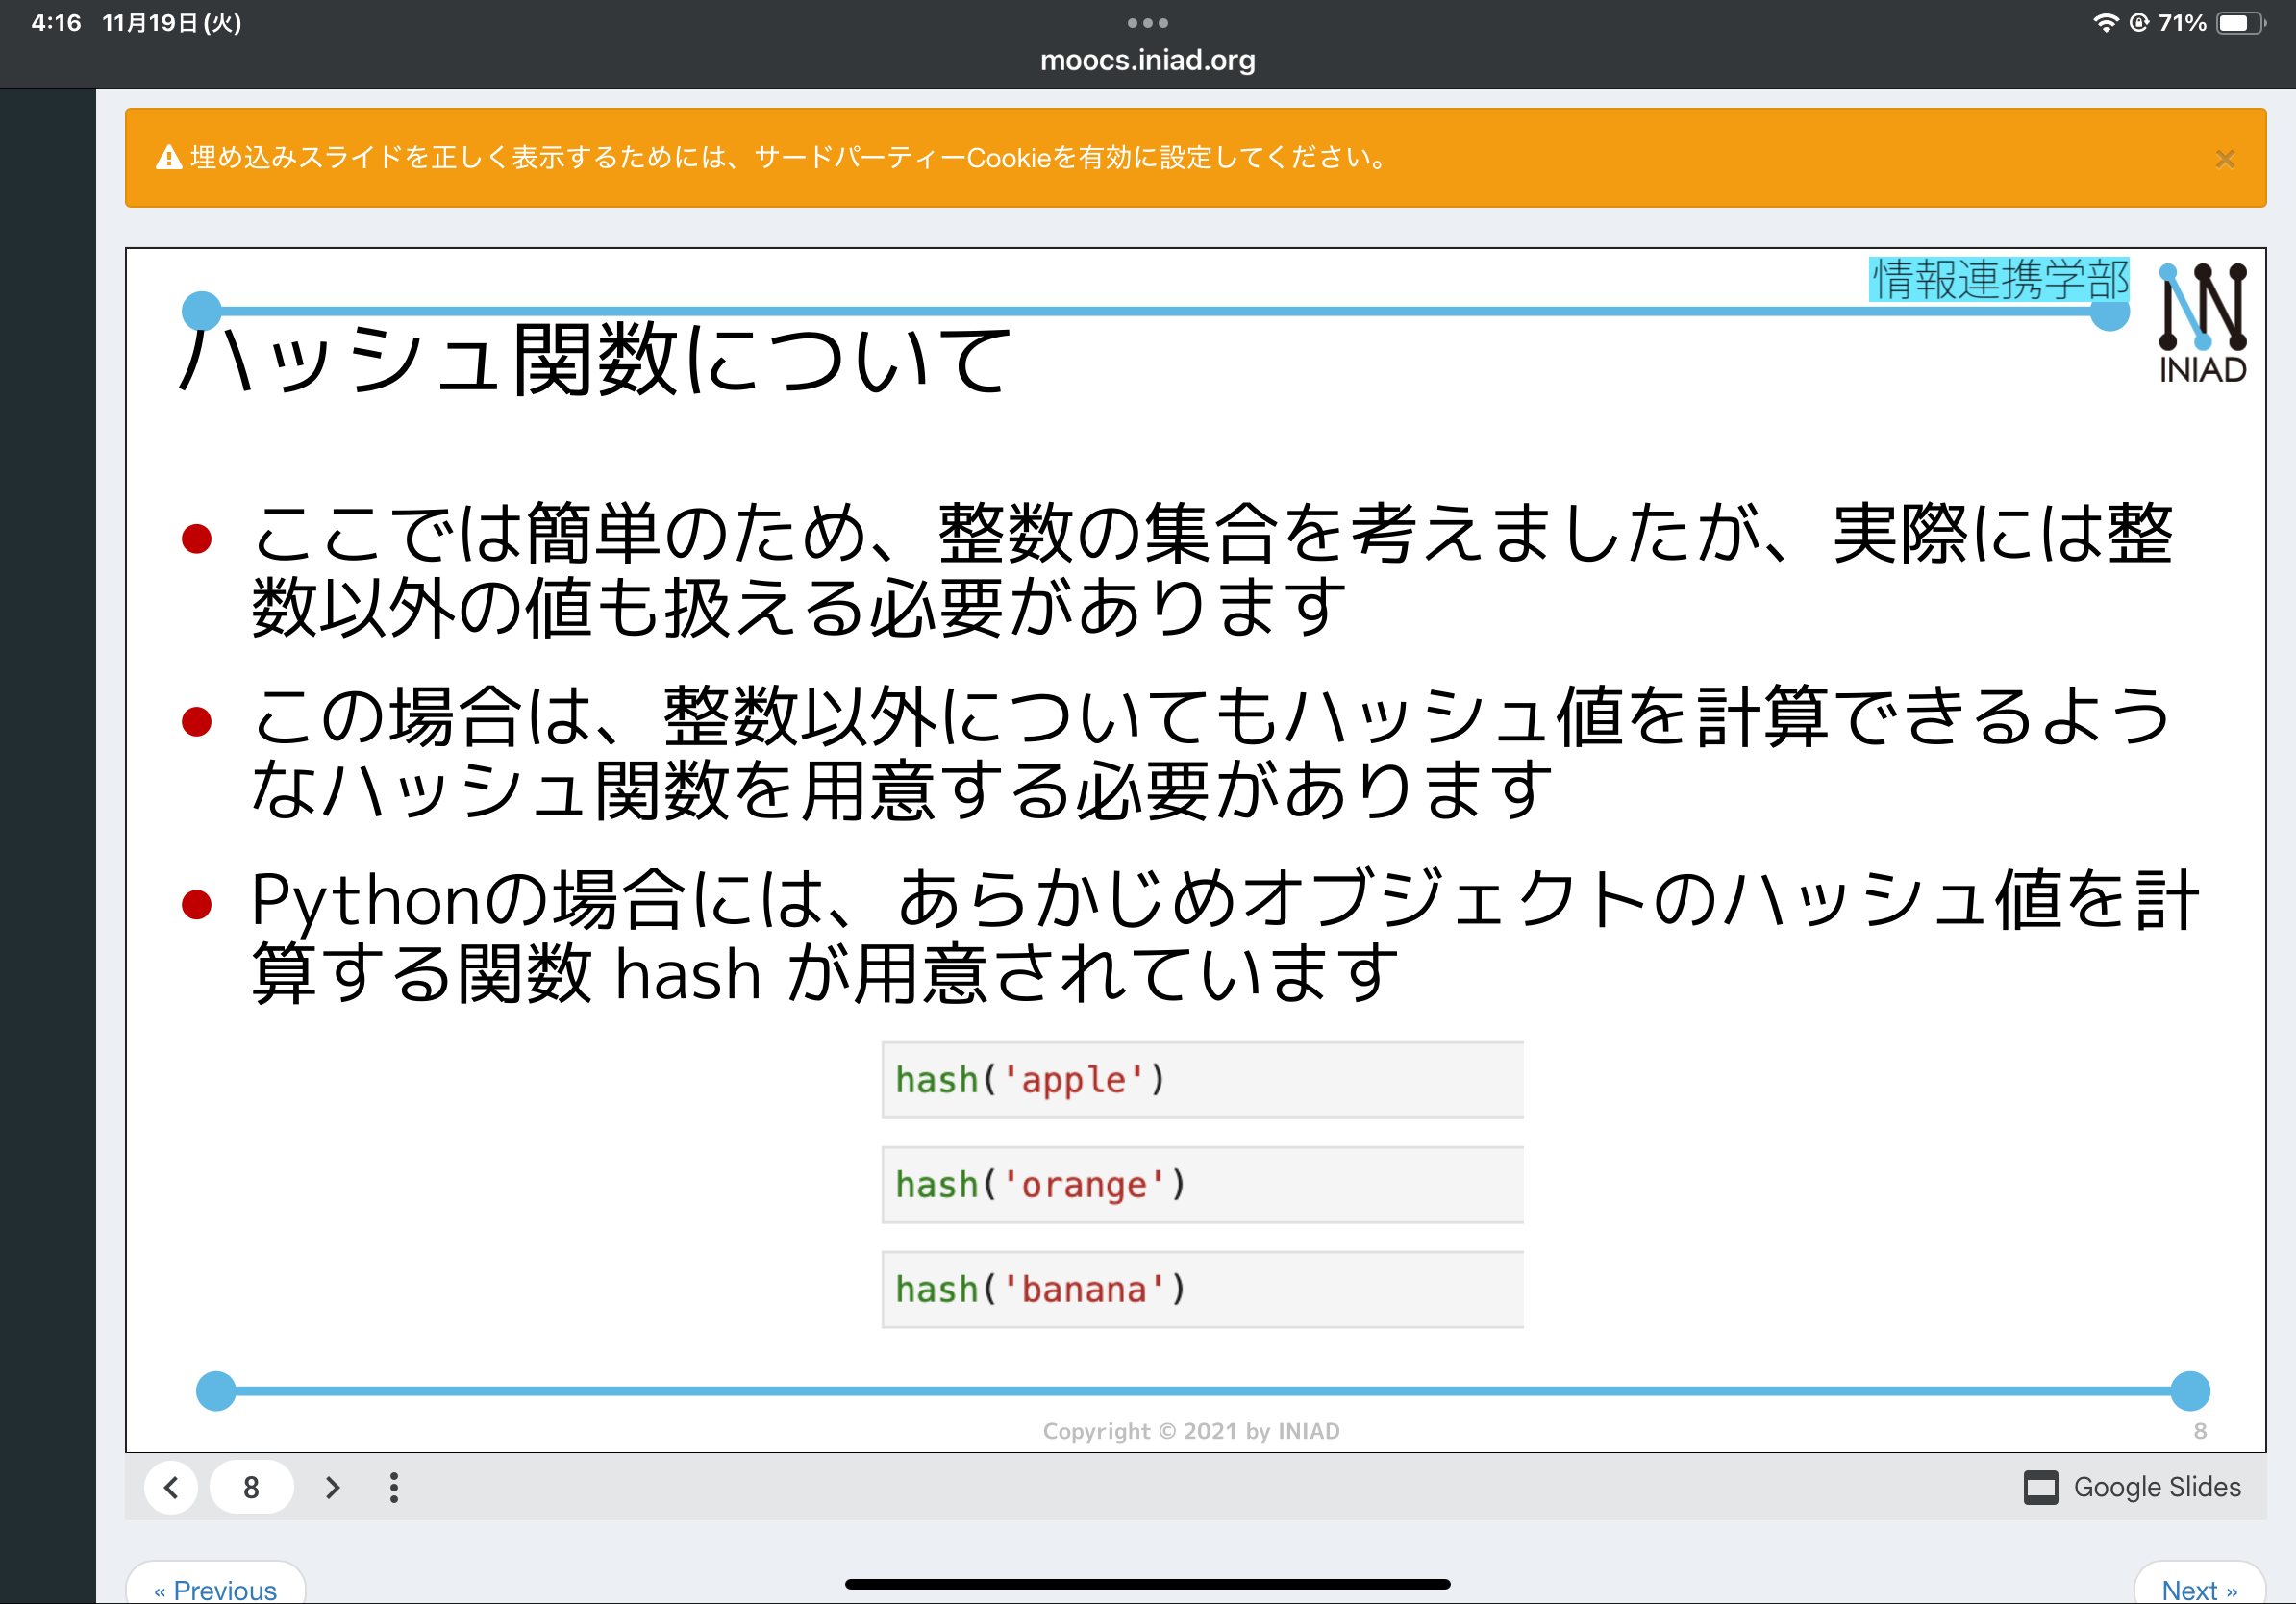 4:16 11月19日(火)
71%
moocs.iniad.org
埋め込みスライドを正しく表示するためには、サードパーティーCookieを有効に設定してください。
×
情報連携学部
INIAD
ハッシュ関数について
ここでは簡単のため、整数の集合を考えましたが、実際には整
数以外の値も扱える必要があります
この場合は、整数以外についてもハッシュ値を計算できるよう
なハッシュ関数を用意する必要があります
Pythonの場合には、あらかじめオブジェクトのハッシュ値を計
算する関数 hash が用意されています
hash('apple')
hash('orange')
hash('banana')
Copyright © 2021 by INIAD
8
8
Google Slides
« Previous
Next »